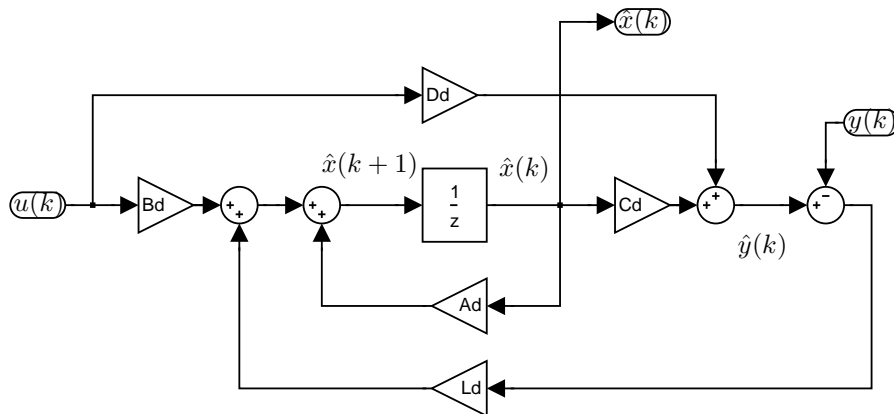 x̂(k)
Dd
y(k)
x̂(k + 1)
x̂(k)
u(k)
Bd
+
+
+
+
1
z
Cd
+
+
+
−
ŷ(k)
Ad
Ld